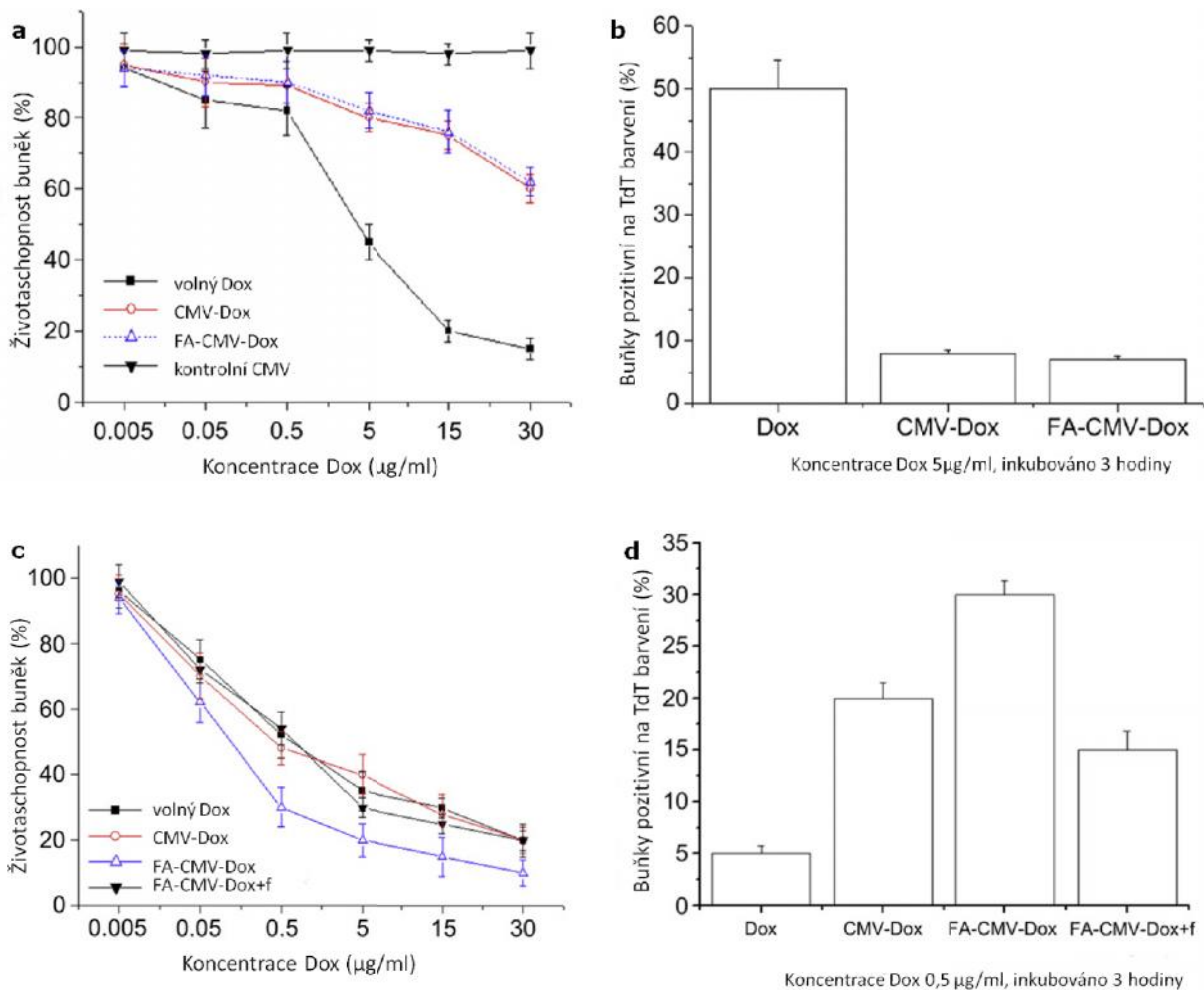 a
Životaschopnost buněk (%)
100
80
60
40
20
0
volný Dox
CMV-Dox
FA-CMV-Dox
kontrolní CMV
0.005 0.05 0.5 5 15 30
Koncentrace Dox (µg/ml)
b
Buňky pozitivní na TdT barvení (%)
60
50
40
30
20
10
0
Dox CMV-Dox FA-CMV-Dox
Koncentrace Dox 5µg/ml, inkubováno 3 hodiny
c
Životaschopnost buněk (%)
100
80
60
40
20
0
volný Dox
CMV-Dox
FA-CMV-Dox
FA-CMV-Dox+f
0.005 0.05 0.5 5 15 30
Koncentrace Dox (µg/ml)
d
Buňky pozitivní na TdT barvení (%)
35
30
25
20
15
10
5
0
Dox CMV-Dox FA-CMV-Dox FA-CMV-Dox+f
Koncentrace Dox 0,5 µg/ml, inkubováno 3 hodiny